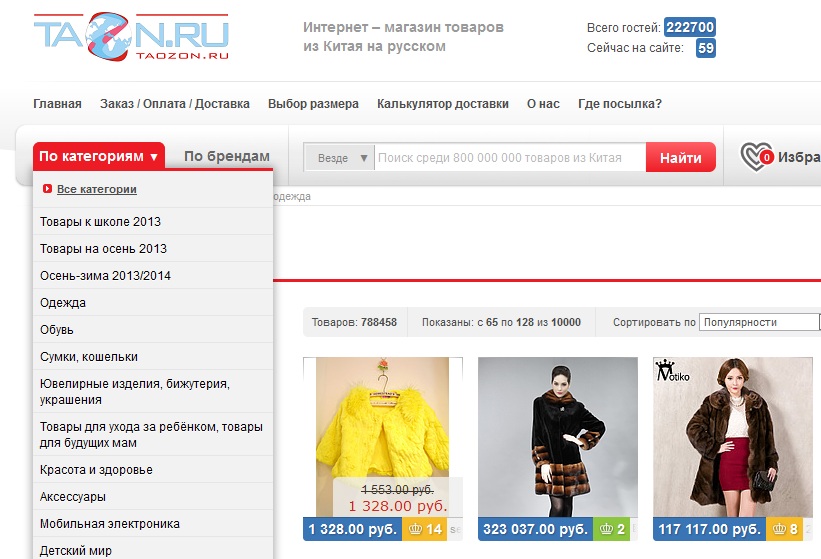 TAOZON.RU
TAOZON.RU
Интернет – магазин товаров
из Китая на русском
Всего гостей: 222700
Сейчас на сайте: 59
Главная Заказ / Оплата / Доставка Выбор размера Калькулятор доставки О нас Где посылка?
По категориям ▼ По брендам Везде ▼ Поиск среди 800 000 000 товаров из Китая Найти 0 Избра
Все категории
одежда
Товары к школе 2013
Товары на осень 2013
Осень-зима 2013/2014
Одежда
Обувь
Сумки, кошельки
Ювелирные изделия, бижутерия,
украшения
Товары для ухода за ребёнком, товары
для будущих мам
Красота и здоровье
Аксессуары
Мобильная электроника
Детский мир
Товаров: 788458 Показаны: с 65 по 128 из 10000 Сортировать по Популярности
Motiko
1 553.00 руб.
1 328.00 руб.
1 328.00 руб. 14 se
323 037.00 руб. 2
117 117.00 руб. 8